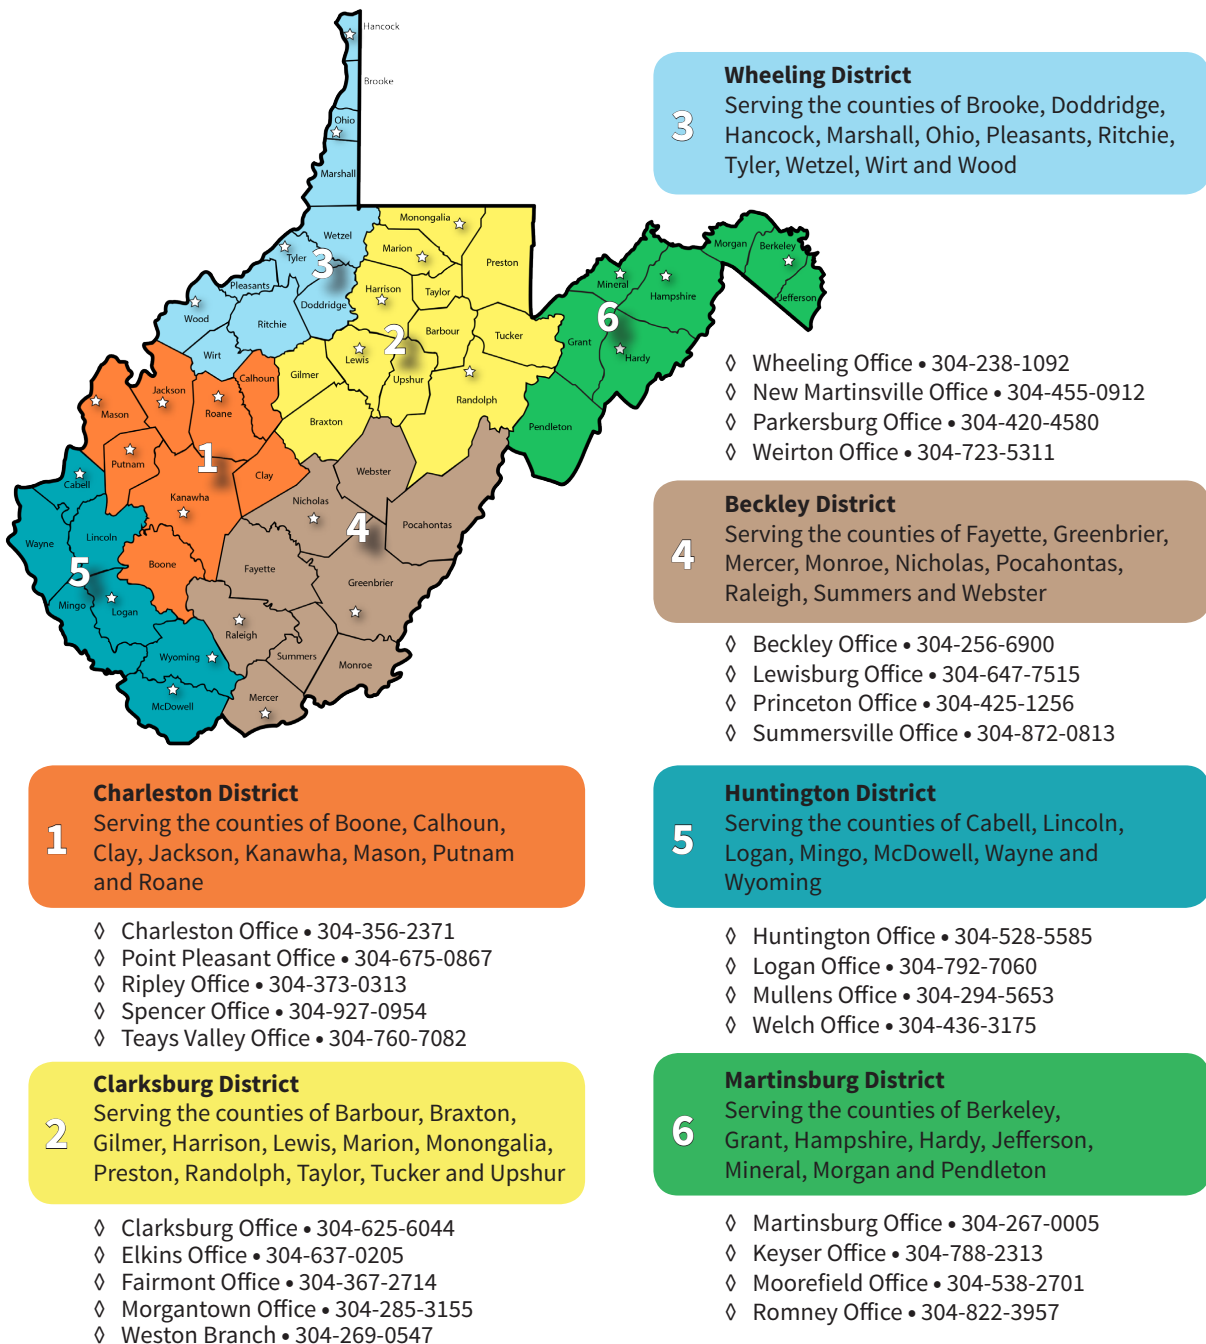 Hancock
Brooke
Ohio
Marshall
Wetzel
Tyler
3
Pleasants
Doddridge
Wood
Ritchie
Wirt
Monongalia
Marion
Preston
Harrison
Taylor
2
Barbour
Tucker
Lewis
Gilmer
Upshur
Randolph
Braxton
Morgan
Berkeley
Jefferson
Mineral
Hampshire
6
Grant
Hardy
Pendleton
Calhoun
Jackson
Roane
Mason
1
Putnam
Clay
Kanawha
Boone
Cabell
Wayne
Lincoln
5
Mingo
Logan
Wyoming
McDowell
Webster
Nicholas
4
Pocahontas
Fayette
Greenbrier
Raleigh
Summers
Monroe
Mercer
3
Wheeling District
Serving the counties of Brooke, Doddridge,
Hancock, Marshall, Ohio, Pleasants, Ritchie,
Tyler, Wetzel, Wirt and Wood
◊ Wheeling Office • 304-238-1092
◊ New Martinsville Office • 304-455-0912
◊ Parkersburg Office • 304-420-4580
◊ Weirton Office • 304-723-5311
4
Beckley District
Serving the counties of Fayette, Greenbrier,
Mercer, Monroe, Nicholas, Pocahontas,
Raleigh, Summers and Webster
◊ Beckley Office • 304-256-6900
◊ Lewisburg Office • 304-647-7515
◊ Princeton Office • 304-425-1256
◊ Summersville Office • 304-872-0813
1
Charleston District
Serving the counties of Boone, Calhoun,
Clay, Jackson, Kanawha, Mason, Putnam
and Roane
◊ Charleston Office • 304-356-2371
◊ Point Pleasant Office • 304-675-0867
◊ Ripley Office • 304-373-0313
◊ Spencer Office • 304-927-0954
◊ Teays Valley Office • 304-760-7082
2
Clarksburg District
Serving the counties of Barbour, Braxton,
Gilmer, Harrison, Lewis, Marion, Monongalia,
Preston, Randolph, Taylor, Tucker and Upshur
◊ Clarksburg Office • 304-625-6044
◊ Elkins Office • 304-637-0205
◊ Fairmont Office • 304-367-2714
◊ Morgantown Office • 304-285-3155
◊ Weston Branch • 304-269-0547
5
Huntington District
Serving the counties of Cabell, Lincoln,
Logan, Mingo, McDowell, Wayne and
Wyoming
◊ Huntington Office • 304-528-5585
◊ Logan Office • 304-792-7060
◊ Mullens Office • 304-294-5653
◊ Welch Office • 304-436-3175
6
Martinsburg District
Serving the counties of Berkeley,
Grant, Hampshire, Hardy, Jefferson,
Mineral, Morgan and Pendleton
◊ Martinsburg Office • 304-267-0005
◊ Keyser Office • 304-788-2313
◊ Moorefield Office • 304-538-2701
◊ Romney Office • 304-822-3957